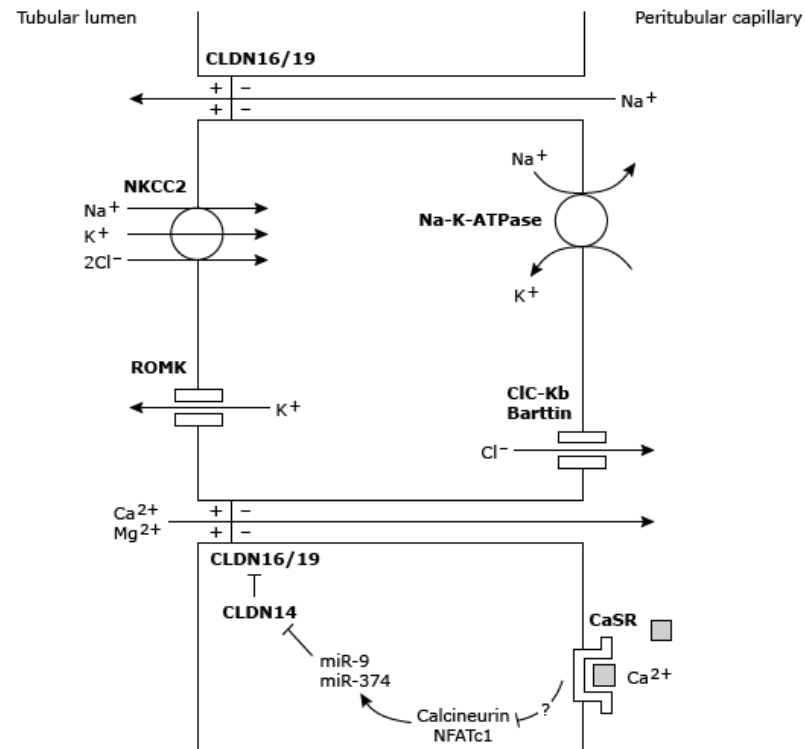 Tubular lumen
Peritubular capillary
CLDN16/19
+ −
+ −
Na+
NKCC2
Na+
K+
2Cl−
Na+
Na-K-ATPase
K+
ROMK
K+
ClC-Kb
Barttin
Cl−
Ca2+
Mg2+
+ −
+ −
CLDN16/19
CLDN14
miR-9
miR-374
Calcineurin
NFATc1
?
CaSR
Ca2+